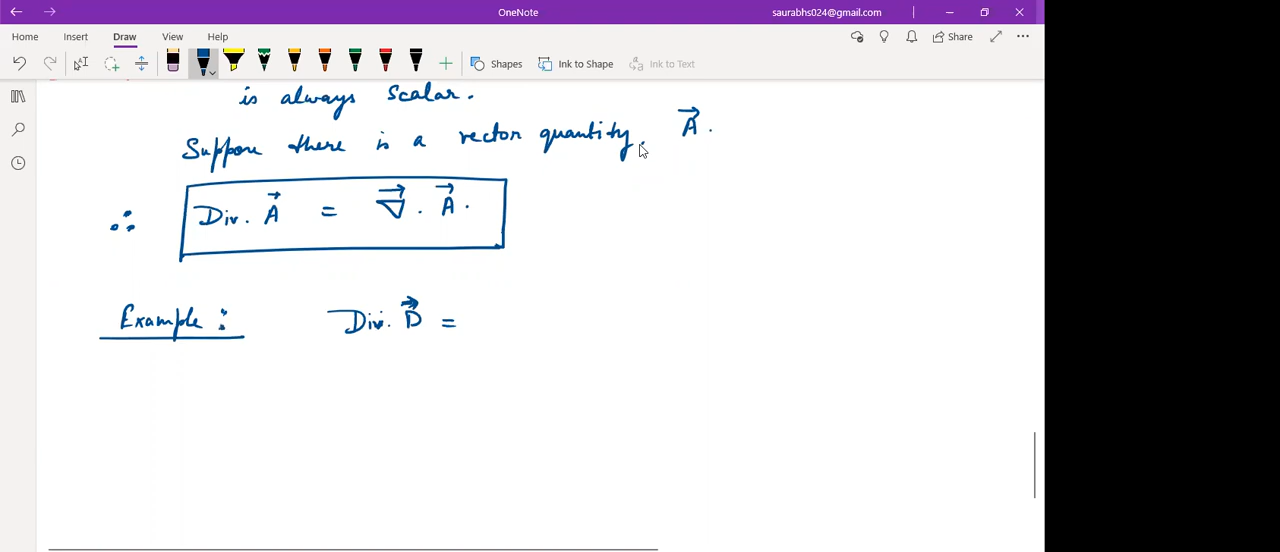 OneNote
saurabhs024@gmail.com
Home Insert Draw View Help
Share
Shapes Ink to Shape Ink to Text
is always scalar.
Suppose there is a vector quantity. A⃗.
∴ Div. A⃗ = ∇⃗ . A⃗.
Example : Div. D⃗ =